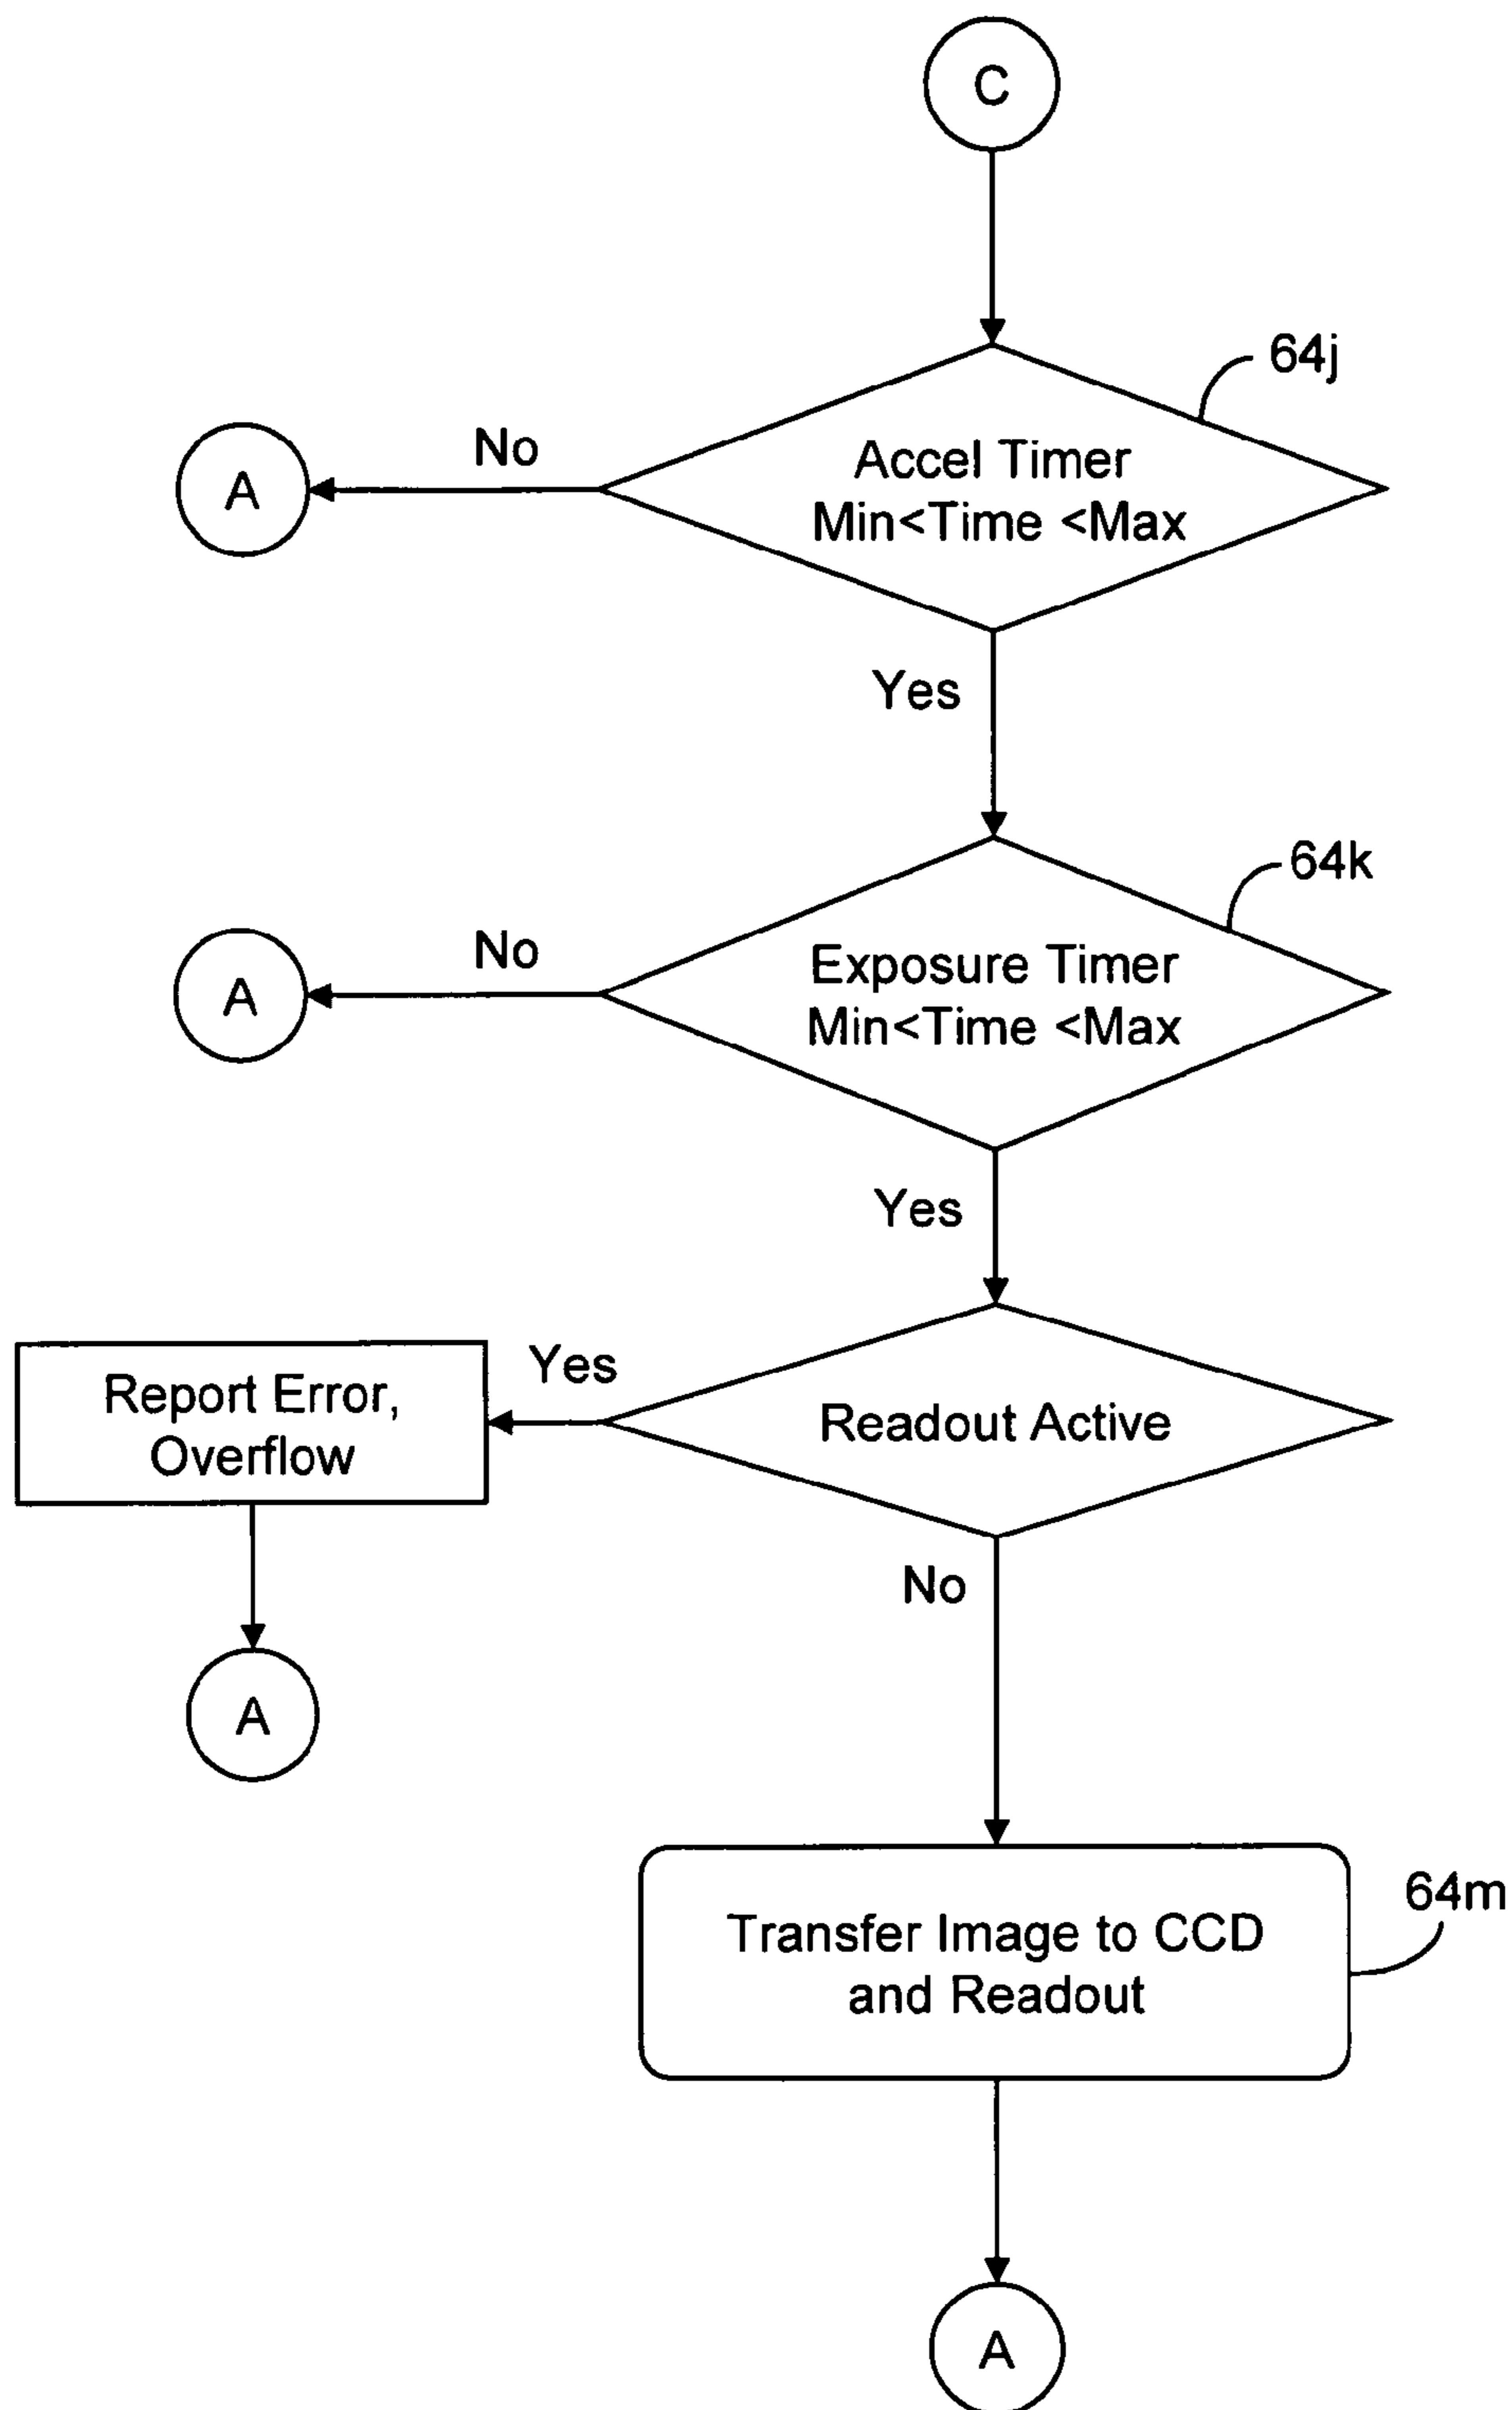 C
64j
No
A
Accel Timer
Min<Time <Max
Yes
64k
No
A
Exposure Timer
Min<Time <Max
Yes
Yes
Report Error,
Overflow
Readout Active
No
A
64m
Transfer Image to CCD
and Readout
A